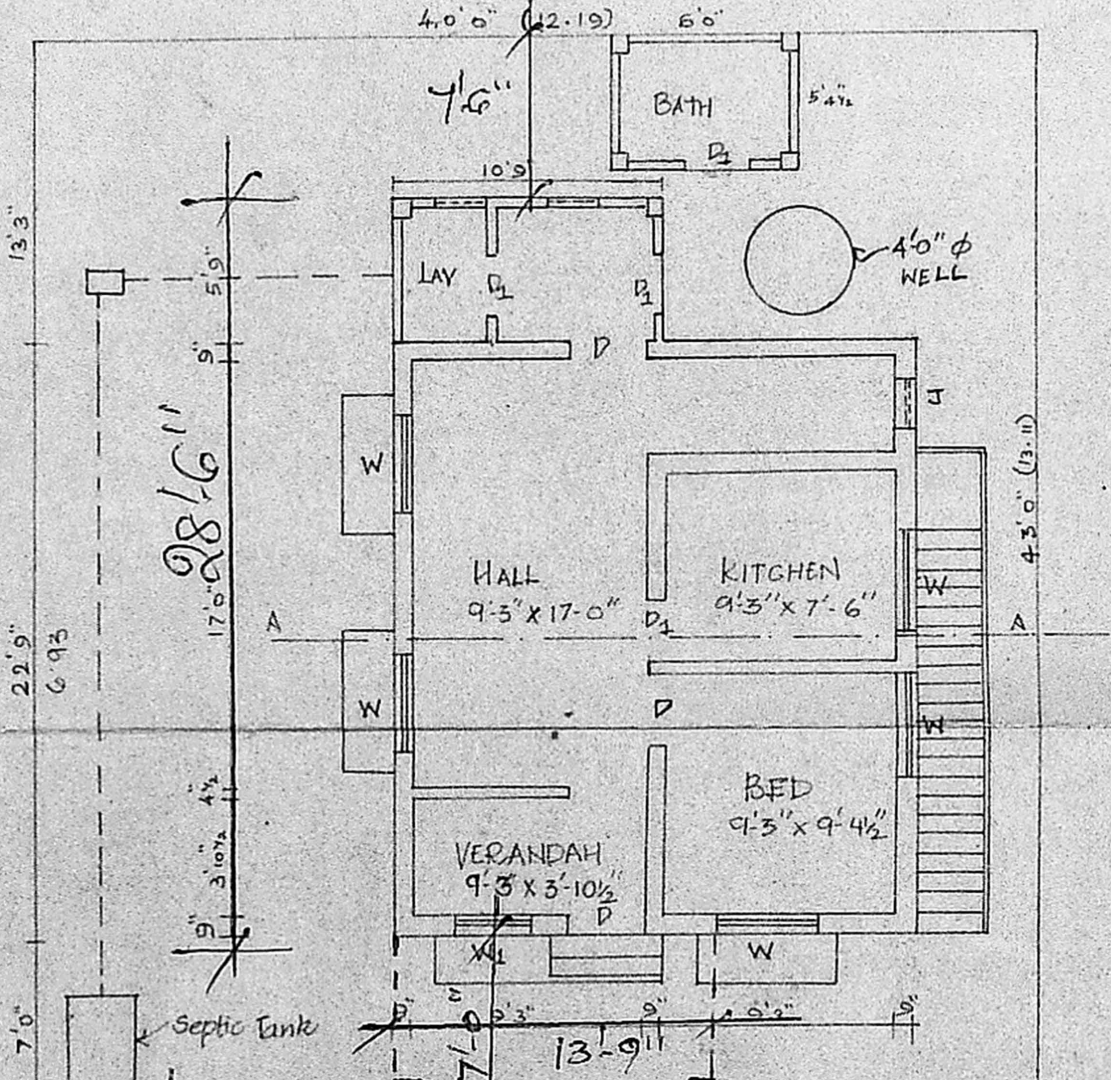 4.0'0" (12.19)
6'0"
7'-6"
BATH
5'4½"
D1
10'9
13'3"
5'9"
LAV
D1
D1
4'-0" ϕ
WELL
9"
D
J
28'-6"
W
43'0" (13.11)
HALL
9'-3" X 17-0"
KITCHEN
9'-3" X 7'-6"
W
17'0"
A
D1
A
22'9"
6.93
W
D
W
4½"
BED
9'-3" X 9'-4½"
3'10½"
VERANDAH
9'-3" X 3'-10½"
D
9"
W1
W
7'0"
Septic Tank
9"
9'3"
9"
9'3"
9"
13'-9"